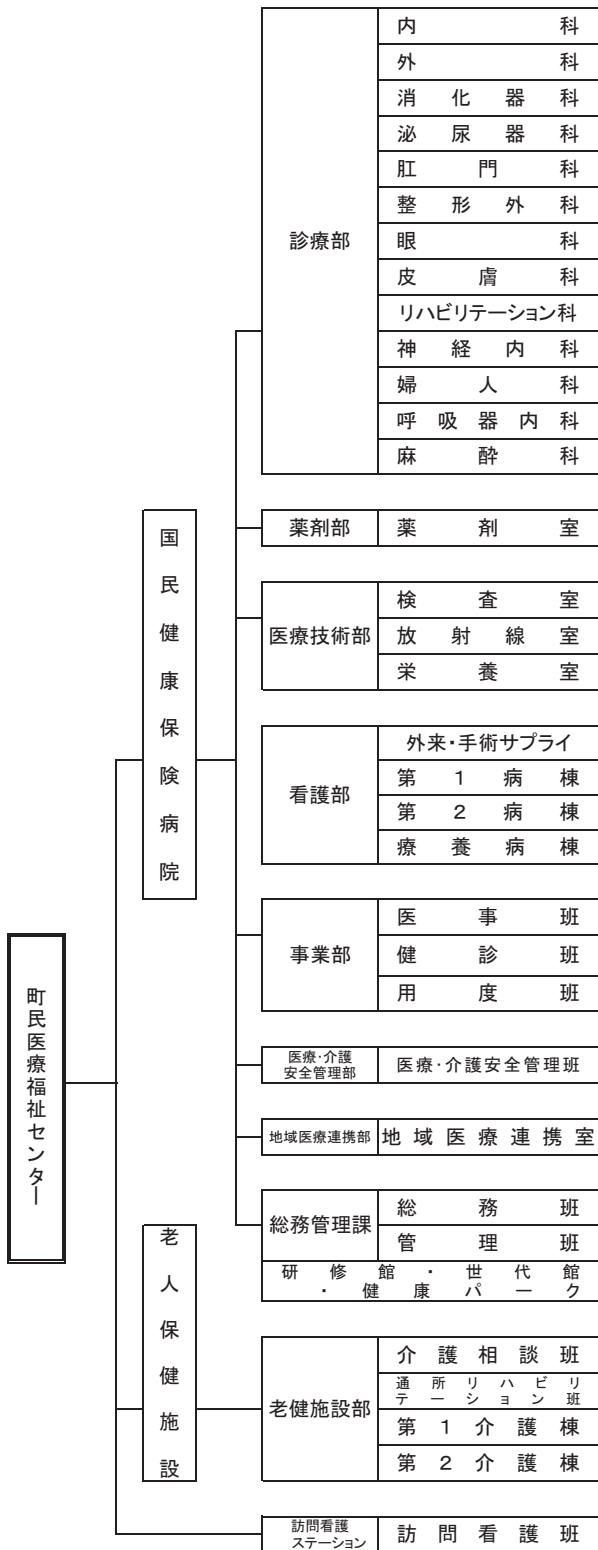 町民医療福祉センター
国民健康保険病院
診療部
内科
外科
消化器科
泌尿器科
肛門科
整形外科
眼科
皮膚科
リハビリテーション科
神経内科
婦人科
呼吸器内科
麻酔科
薬剤部
薬剤室
医療技術部
検査室
放射線室
栄養室
看護部
外来・手術サプライ
第1病棟
第2病棟
療養病棟
事業部
医事班
健診班
用度班
医療・介護
安全管理部
医療・介護安全管理班
地域医療連携部
地域医療連携室
総務管理課
総務班
管理班
研修館・世代館
・健康パーク
老人保健施設
老健施設部
介護相談班
通所リハビリ
テーション班
第1介護棟
第2介護棟
訪問看護
ステーション
訪問看護班